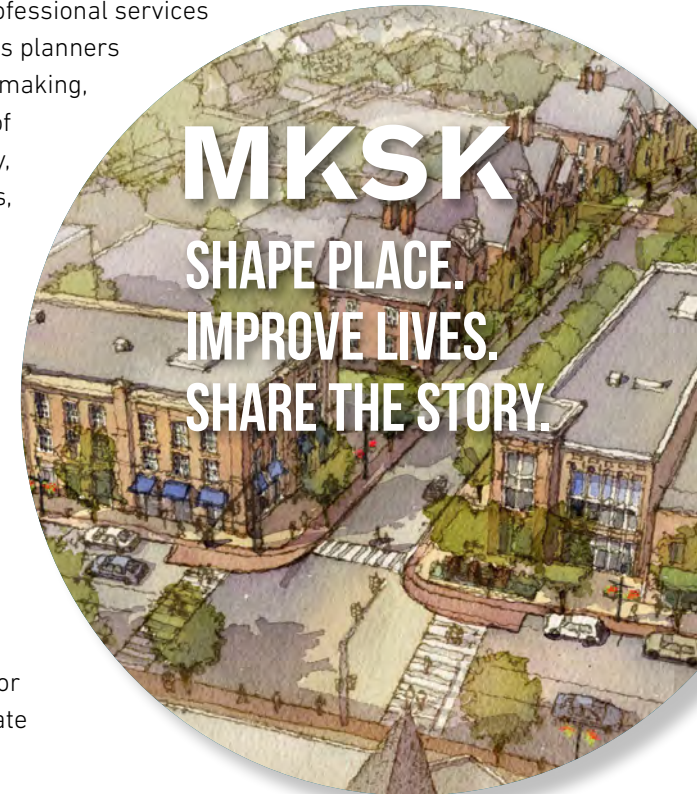 ofessional services
s planners
making,
of
y,
s,
MKSK
SHAPE PLACE.
IMPROVE LIVES.
SHARE THE STORY.
or
ate